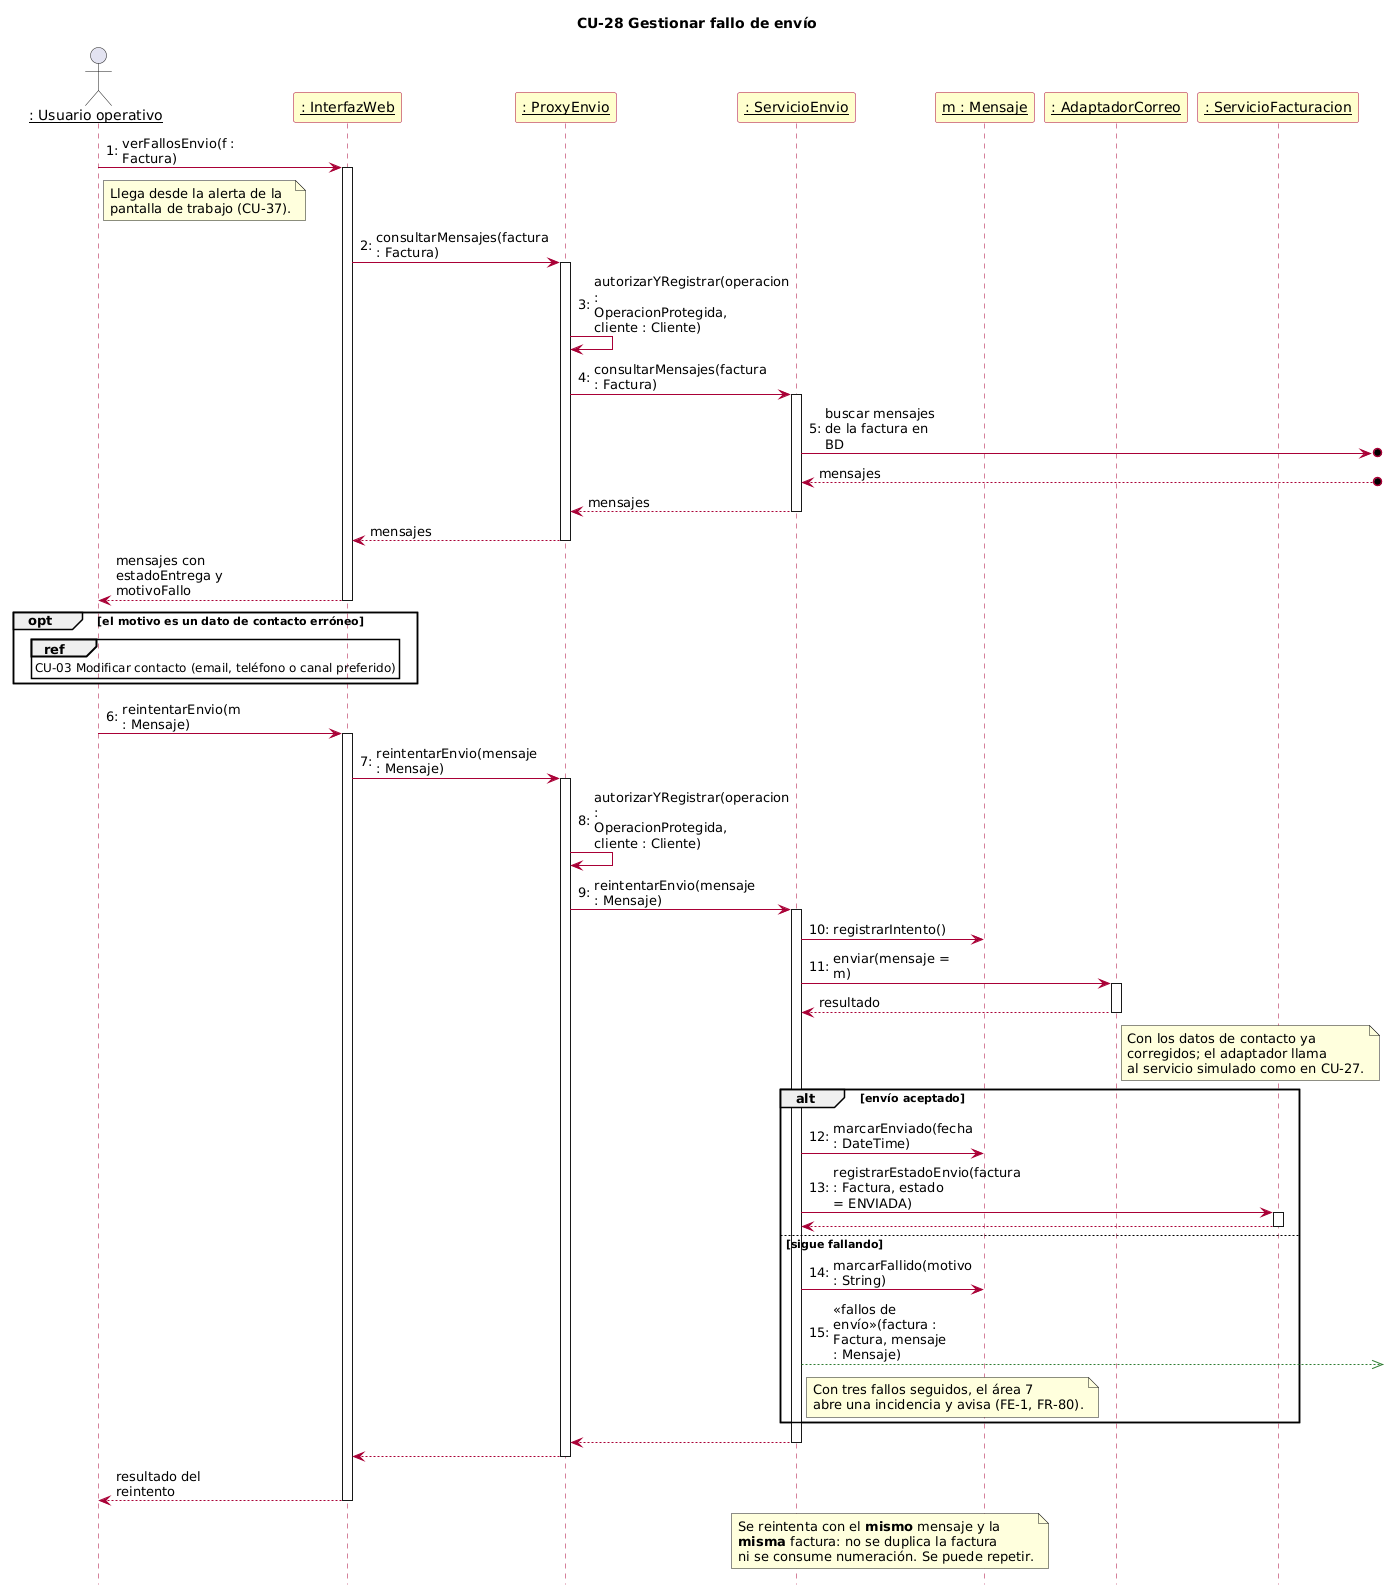 CU-28 Gestionar fallo de envío
: Usuario operativo
: InterfazWeb
: ProxyEnvio
: ServicioEnvio
m : Mensaje
: AdaptadorCorreo
: ServicioFacturacion
1: verFallosEnvio(f :
Factura)
Llega desde la alerta de la
pantalla de trabajo (CU-37).
2: consultarMensajes(factura
: Factura)
3: autorizarYRegistrar(operacion
:
OperacionProtegida,
cliente : Cliente)
4: consultarMensajes(factura
: Factura)
5: buscar mensajes
de la factura en
BD
mensajes
mensajes
mensajes
mensajes con
estadoEntrega y
motivoFallo
opt [el motivo es un dato de contacto erróneo]
ref
CU-03 Modificar contacto (email, teléfono o canal preferido)
6: reintentarEnvio(m
: Mensaje)
7: reintentarEnvio(mensaje
: Mensaje)
8: autorizarYRegistrar(operacion
:
OperacionProtegida,
cliente : Cliente)
9: reintentarEnvio(mensaje
: Mensaje)
10: registrarIntento()
11: enviar(mensaje =
m)
resultado
Con los datos de contacto ya
corregidos; el adaptador llama
al servicio simulado como en CU-27.
alt [envío aceptado]
12: marcarEnviado(fecha
: DateTime)
13: registrarEstadoEnvio(factura
: Factura, estado
= ENVIADA)
[sigue fallando]
14: marcarFallido(motivo
: String)
15: «fallos de
envío»(factura :
Factura, mensaje
: Mensaje)
Con tres fallos seguidos, el área 7
abre una incidencia y avisa (FE-1, FR-80).
resultado del
reintento
Se reintenta con el mismo mensaje y la
misma factura: no se duplica la factura
ni se consume numeración. Se puede repetir.